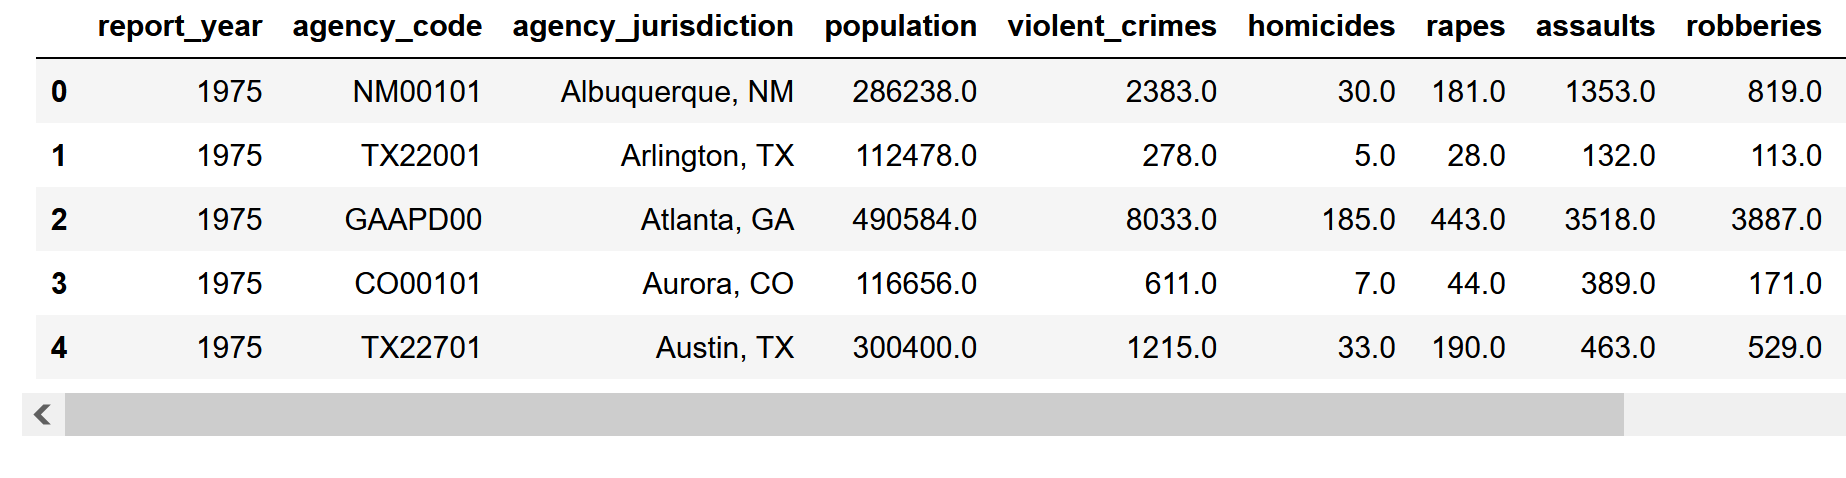 report_year agency_code agency_jurisdiction population violent_crimes homicides rapes assaults robberies
0 1975 NM00101 Albuquerque, NM 286238.0 2383.0 30.0 181.0 1353.0 819.0
1 1975 TX22001 Arlington, TX 112478.0 278.0 5.0 28.0 132.0 113.0
2 1975 GAAPD00 Atlanta, GA 490584.0 8033.0 185.0 443.0 3518.0 3887.0
3 1975 CO00101 Aurora, CO 116656.0 611.0 7.0 44.0 389.0 171.0
4 1975 TX22701 Austin, TX 300400.0 1215.0 33.0 190.0 463.0 529.0